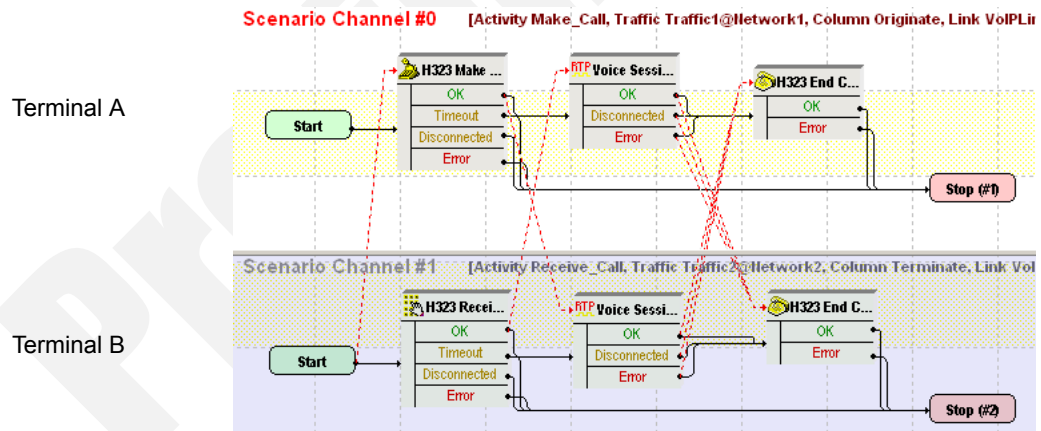 Scenario Channel #0 [Activity Make_Call, Traffic Traffic1@Network1, Column Originate, Link VoIPLi
Terminal A
Start
H323 Make ...
OK
Timeout
Disconnected
Error
RTP Voice Sessi...
OK
Disconnected
Error
H323 End C...
OK
Error
Stop (#1)
Scenario Channel #1 [Activity Receive_Call, Traffic Traffic2@Network2, Column Terminate, Link VoI
Terminal B
Start
H323 Recei...
OK
Timeout
Disconnected
Error
RTP Voice Sessi...
OK
Disconnected
Error
H323 End C...
OK
Error
Stop (#2)